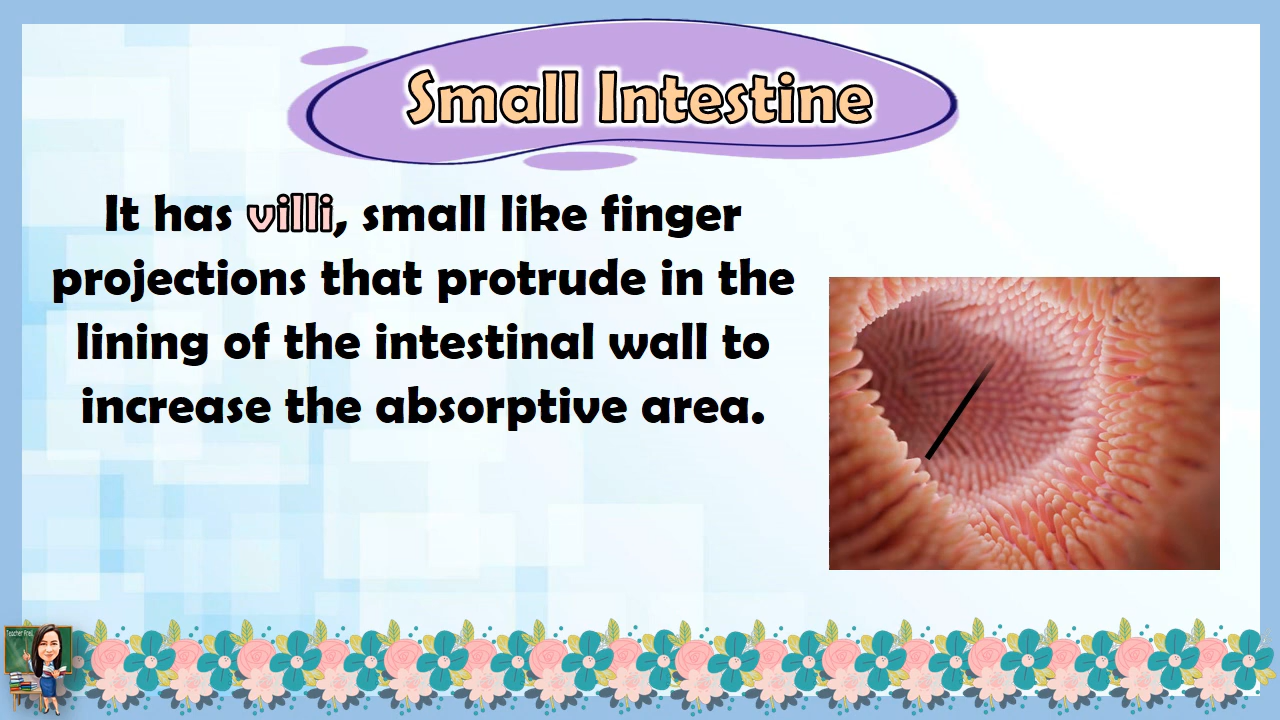 Small Intestine
It has villi, small like finger
projections that protrude in the
lining of the intestinal wall to
increase the absorptive area.